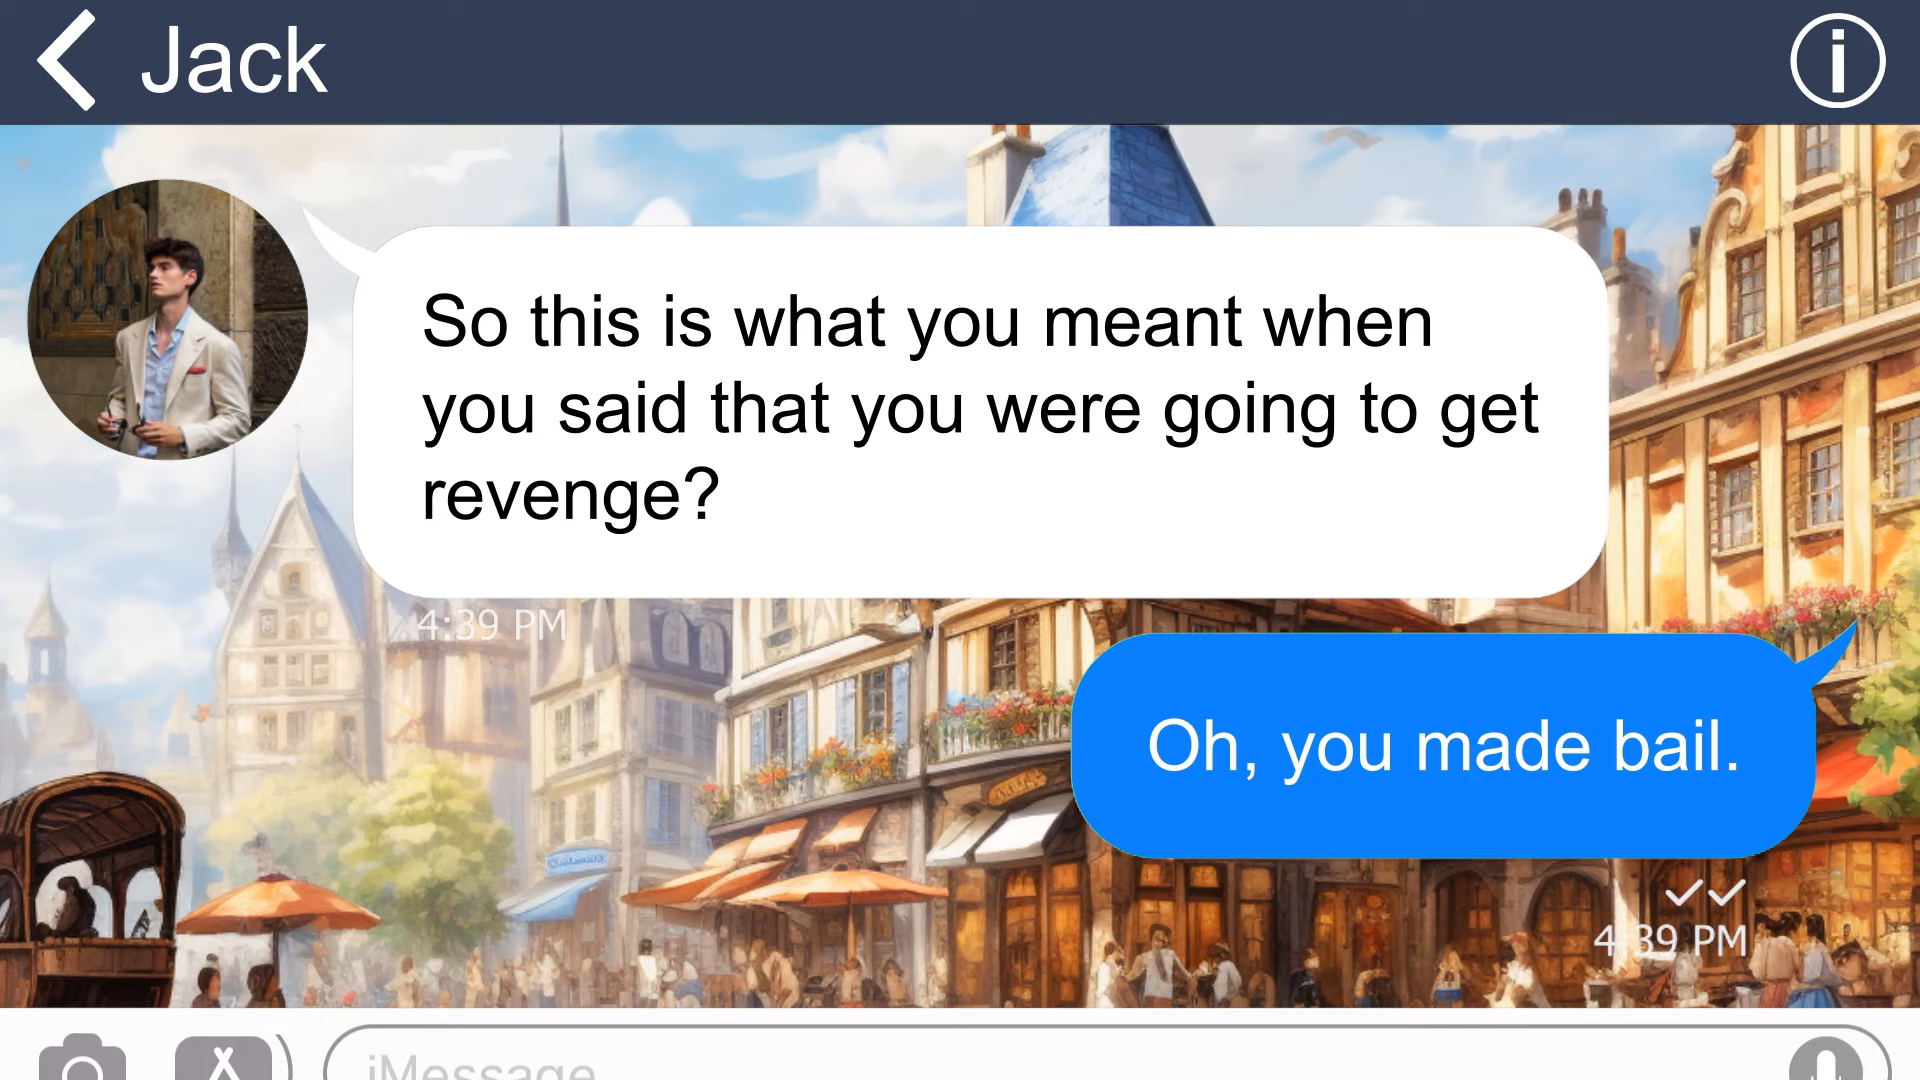 Jack
So this is what you meant when
you said that you were going to get
revenge?
4:39 PM
Oh, you made bail.
4:39 PM
iMessage